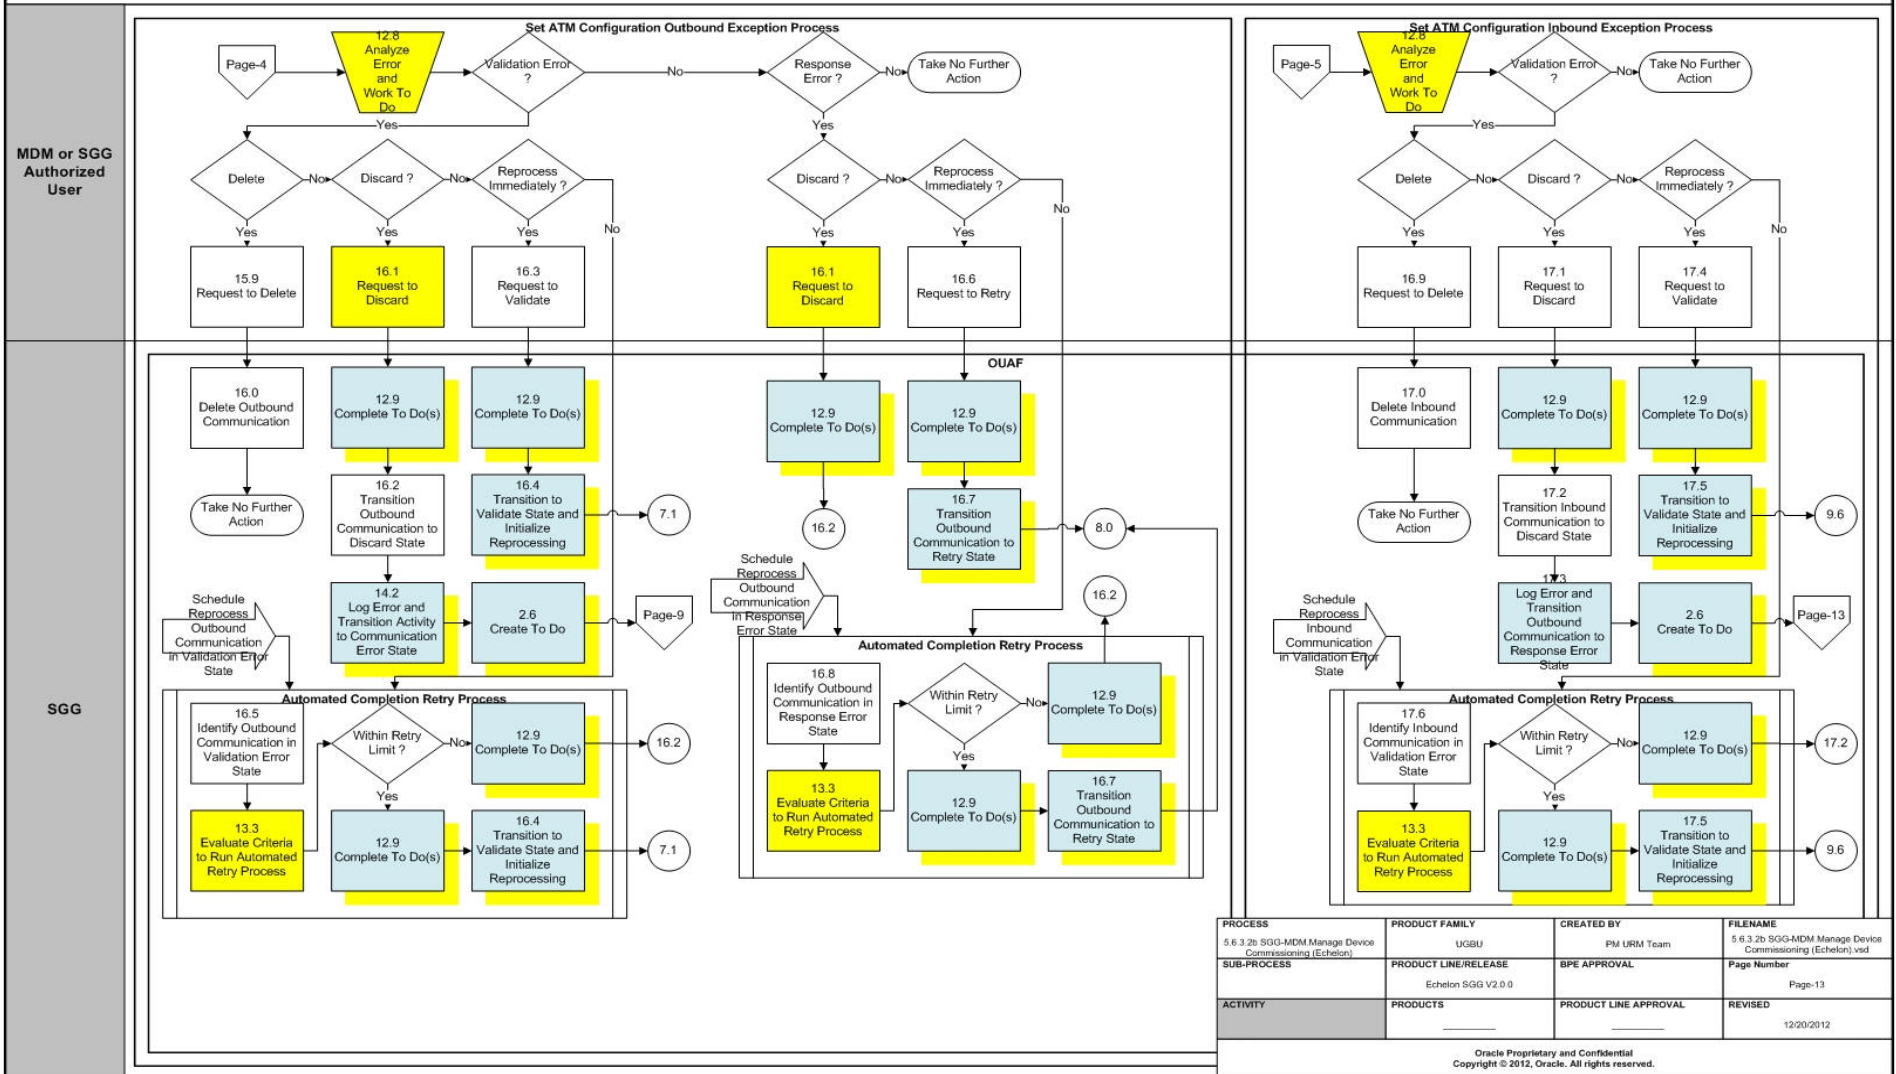 Set ATM Configuration Outbound Exception Process
Page-4
12.8
Analyze
Error
and
Work To
Do
Validation Error
?
No
Response
Error ?
No
Take No Further
Action
Yes
Yes
MDM or SGG
Authorized
User
Delete
No
Discard ?
No
Reprocess
Immediately ?
No
Discard ?
No
Reprocess
Immediately ?
No
Yes
Yes
Yes
Yes
Yes
15.9
Request to Delete
16.1
Request to
Discard
16.3
Request to
Validate
16.1
Request to
Discard
16.6
Request to Retry
Set ATM Configuration Inbound Exception Process
Page-5
12.8
Analyze
Error
and
Work To
Do
Validation Error
?
No
Take No Further
Action
Yes
Delete
No
Discard ?
No
Reprocess
Immediately ?
No
Yes
Yes
Yes
16.9
Request to Delete
17.1
Request to
Discard
17.4
Request to
Validate
SGG
OUAF
16.0
Delete Outbound
Communication
12.9
Complete To Do(s)
12.9
Complete To Do(s)
12.9
Complete To Do(s)
12.9
Complete To Do(s)
Take No Further
Action
16.2
Transition
Outbound
Communication to
Discard State
16.4
Transition to
Validate State and
Initialize
Reprocessing
7.1
16.2
16.7
Transition
Outbound
Communication to
Retry State
8.0
Schedule
Reprocess
Outbound
Communication
in Validation Error
State
14.2
Log Error and
Transition Activity
to Communication
Error State
2.6
Create To Do
Page-9
Schedule
Reprocess
Outbound
Communication
in Response
Error State
16.2
Automated Completion Retry Process
16.5
Identify Outbound
Communication in
Validation Error
State
Within Retry
Limit ?
No
12.9
Complete To Do(s)
16.2
Yes
13.3
Evaluate Criteria
to Run Automated
Retry Process
12.9
Complete To Do(s)
16.4
Transition to
Validate State and
Initialize
Reprocessing
7.1
Automated Completion Retry Process
16.8
Identify Outbound
Communication in
Response Error
State
Within Retry
Limit ?
No
12.9
Complete To Do(s)
Yes
13.3
Evaluate Criteria
to Run Automated
Retry Process
12.9
Complete To Do(s)
16.7
Transition
Outbound
Communication to
Retry State
17.0
Delete Inbound
Communication
12.9
Complete To Do(s)
12.9
Complete To Do(s)
Take No Further
Action
17.2
Transition Inbound
Communication to
Discard State
17.5
Transition to
Validate State and
Initialize
Reprocessing
9.6
Schedule
Reprocess
Inbound
Communication
in Validation Error
State
17.3
Log Error and
Transition
Outbound
Communication to
Response Error
State
2.6
Create To Do
Page-13
Automated Completion Retry Process
17.6
Identify Inbound
Communication in
Validation Error
State
Within Retry
Limit ?
No
12.9
Complete To Do(s)
17.2
Yes
13.3
Evaluate Criteria
to Run Automated
Retry Process
12.9
Complete To Do(s)
17.5
Transition to
Validate State and
Initialize
Reprocessing
9.6
PROCESS
5.6.3.2b SGG-MDM.Manage Device
Commissioning (Echelon)
PRODUCT FAMILY
UGBU
CREATED BY
PM URM Team
FILENAME
5.6.3.2b SGG-MDM.Manage Device
Commissioning (Echelon).vsd
SUB-PROCESS
PRODUCT LINE/RELEASE
Echelon SGG V2.0.0
BPE APPROVAL
Page Number
Page-13
ACTIVITY
PRODUCTS
PRODUCT LINE APPROVAL
REVISED
12/20/2012
Oracle Proprietary and Confidential
Copyright © 2012, Oracle. All rights reserved.